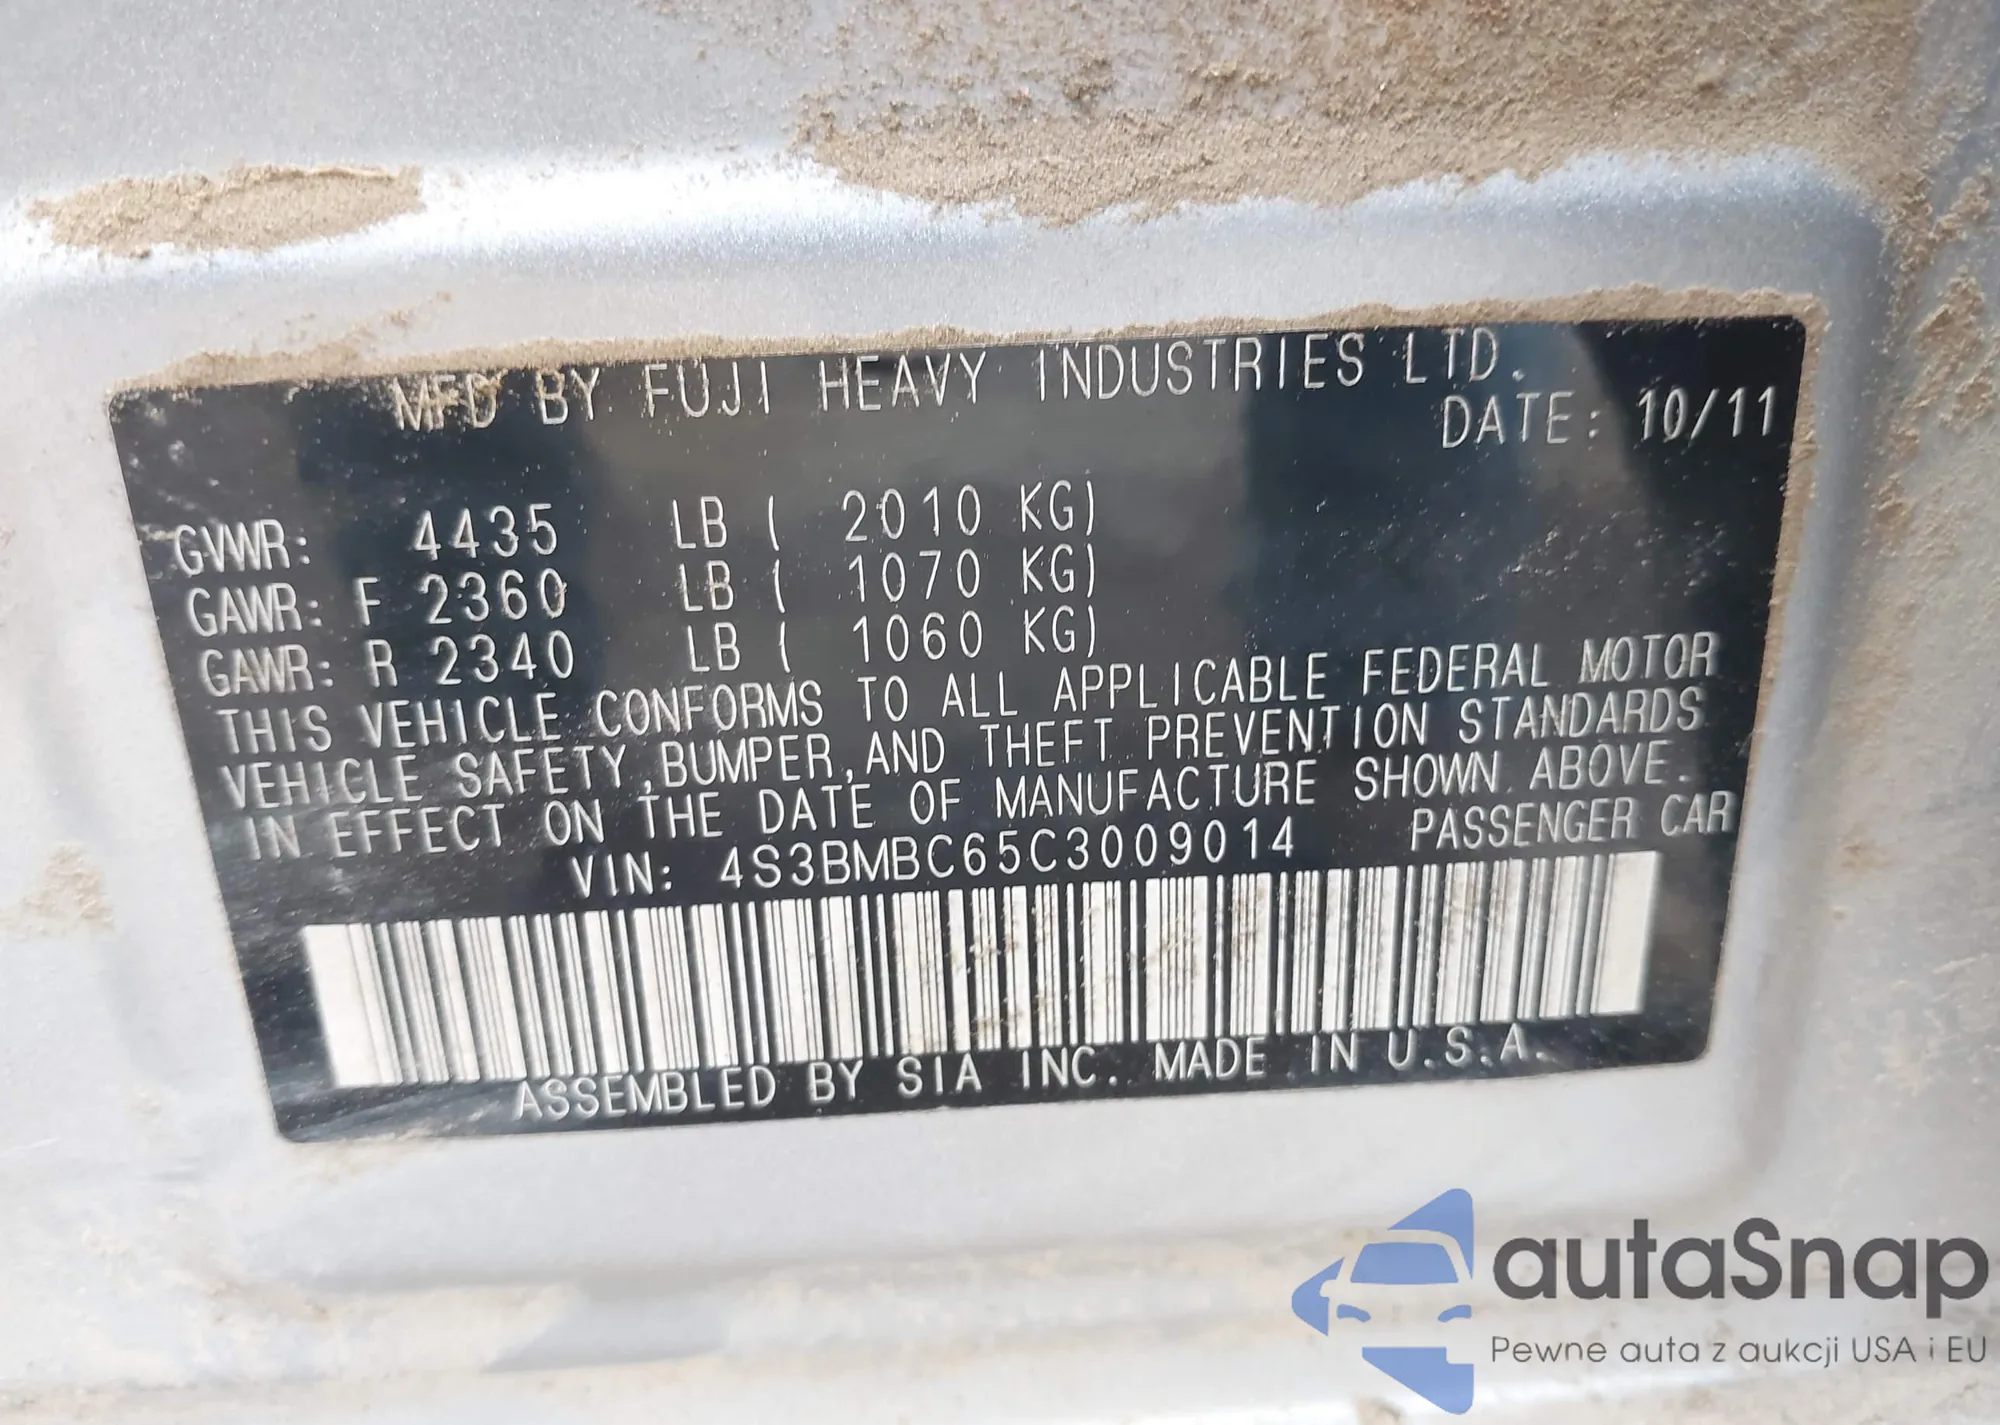 MFD BY FUJI HEAVY INDUSTRIES LTD.
DATE: 10/11
GVWR: 4435 LB ( 2010 KG)
GAWR: F 2360 LB ( 1070 KG)
GAWR: R 2340 LB ( 1060 KG)
THIS VEHICLE CONFORMS TO ALL APPLICABLE FEDERAL MOTOR
VEHICLE SAFETY,BUMPER,AND THEFT PREVENTION STANDARDS
IN EFFECT ON THE DATE OF MANUFACTURE SHOWN ABOVE.
VIN: 4S3BMBC65C3009014 PASSENGER CAR
ASSEMBLED BY SIA INC. MADE IN U.S.A.
autaSnap
Pewne auta z aukcji USA i EU